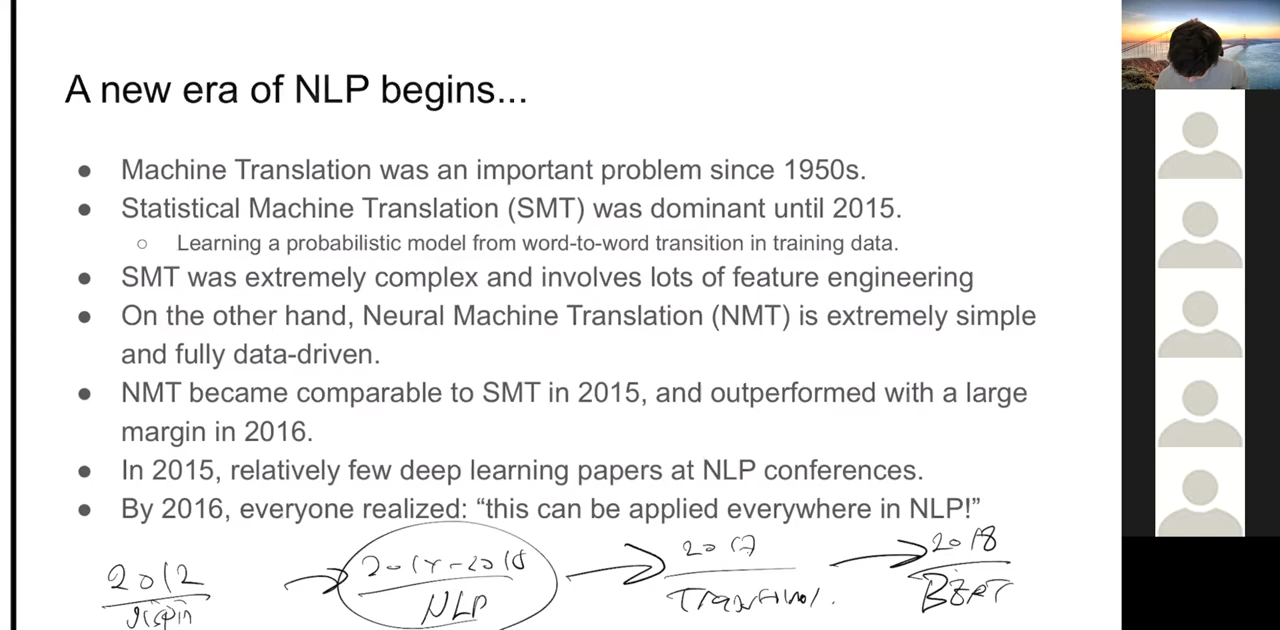 A new era of NLP begins...
● Machine Translation was an important problem since 1950s.
● Statistical Machine Translation (SMT) was dominant until 2015.
○ Learning a probabilistic model from word-to-word transition in training data.
● SMT was extremely complex and involves lots of feature engineering
● On the other hand, Neural Machine Translation (NMT) is extremely simple
and fully data-driven.
● NMT became comparable to SMT in 2015, and outperformed with a large
margin in 2016.
● In 2015, relatively few deep learning papers at NLP conferences.
● By 2016, everyone realized: “this can be applied everywhere in NLP!”
2012 → → 2017 → 2018
NLP BERT